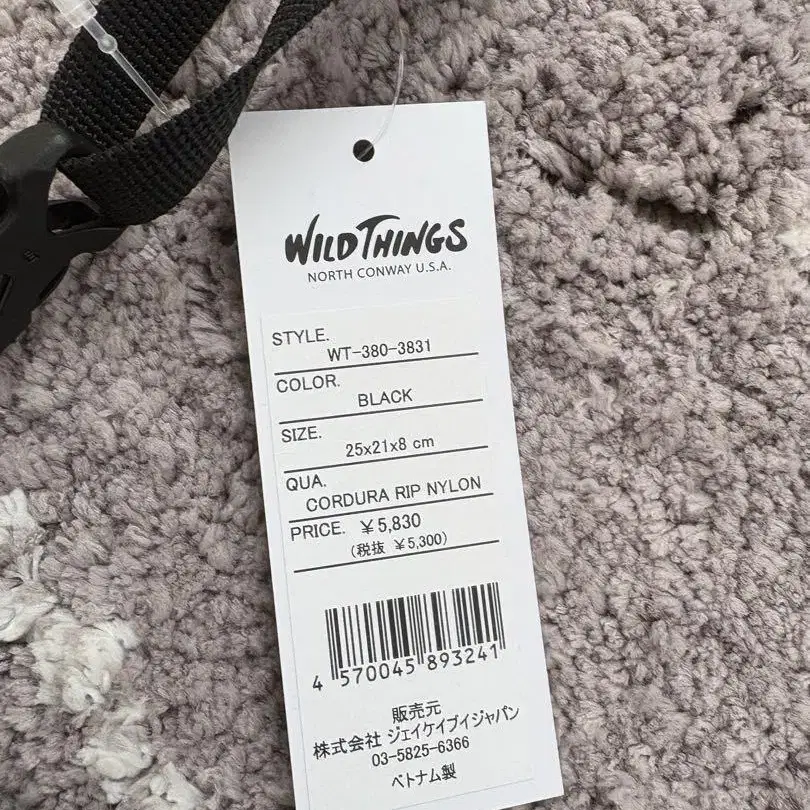 WILD THINGS
NORTH CONWAY U.S.A.
STYLE.
WT-380-3831
COLOR.
BLACK
SIZE.
25x21x8 cm
QUA.
CORDURA RIP NYLON
PRICE. ¥5,830
(税抜 ¥5,300)
4 570045 893241
販売元
株式会社 ジェイケイブイジャパン
03-5825-6366
ベトナム製